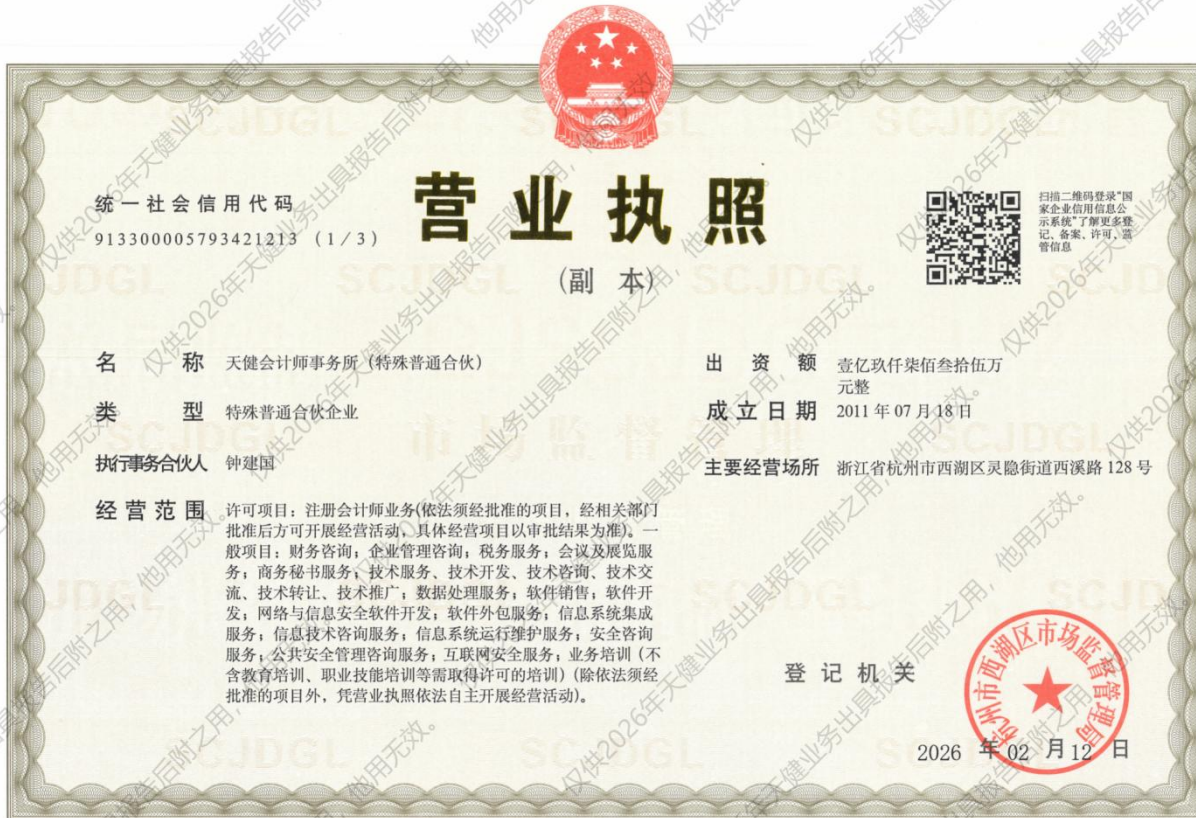 营业执照
(副 本)
统一社会信用代码
913300005793421213 (1/3)
扫描二维码登录“国
家企业信用信息公
示系统”了解更多登
记、备案、许可、监
管信息
名 称 天健会计师事务所（特殊普通合伙）
类 型 特殊普通合伙企业
执行事务合伙人 钟建国
经营范围 许可项目：注册会计师业务(依法须经批准的项目，经相关部门
批准后方可开展经营活动，具体经营项目以审批结果为准)。一
般项目：财务咨询；企业管理咨询；税务服务；会议及展览服
务；商务秘书服务；技术服务、技术开发、技术咨询、技术交
流、技术转让、技术推广；数据处理服务；软件销售；软件开
发；网络与信息安全软件开发；软件外包服务；信息系统集成
服务；信息技术咨询服务；信息系统运行维护服务；安全咨询
服务；公共安全管理咨询服务；互联网安全服务；业务培训（不
含教育培训、职业技能培训等需取得许可的培训）(除依法须经
批准的项目外，凭营业执照依法自主开展经营活动)。
出 资 额 壹亿玖仟柒佰叁拾伍万
元整
成立日期 2011年07月18日
主要经营场所 浙江省杭州市西湖区灵隐街道西溪路128号
登记机关
杭州市西湖区市场监督管理局
2026 年 02 月 12 日
仅供2026年天健业务出具报告后附之用，他用无效。
SCJDGL
市场监督管理